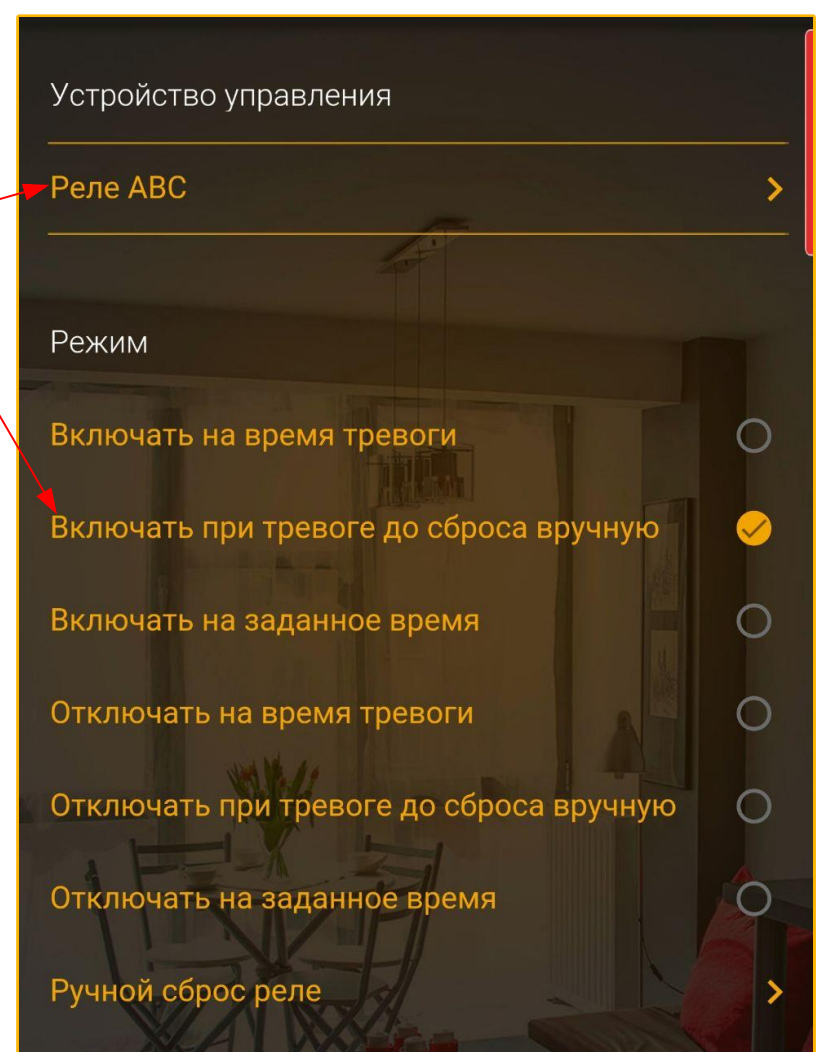 Устройство управления
Реле АВС
Режим
Включать на время тревоги
Включать при тревоге до сброса вручную
Включать на заданное время
Отключать на время тревоги
Отключать при тревоге до сброса вручную
Отключать на заданное время
Ручной сброс реле